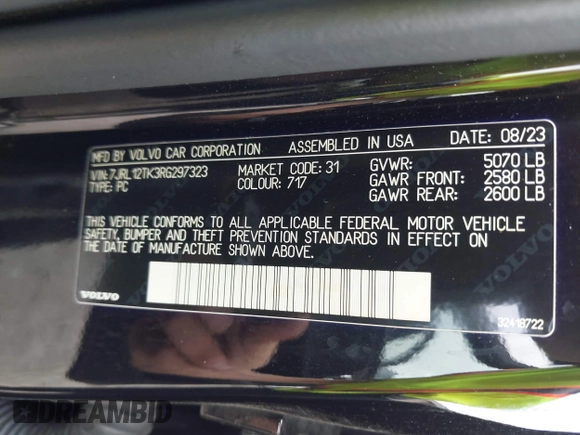 MFD BY VOLVO CAR CORPORATION ASSEMBLED IN USA DATE: 08/23
VIN: 7JRL12TK3RG297323 MARKET CODE: 31 GVWR: 5070 LB
TYPE: PC COLOUR: 717 GAWR FRONT: 2580 LB
GAWR REAR: 2600 LB
THIS VEHICLE CONFORMS TO ALL APPLICABLE FEDERAL MOTOR VEHICLE
SAFETY, BUMPER AND THEFT PREVENTION STANDARDS IN EFFECT ON
THE DATE OF MANUFACTURE SHOWN ABOVE.
VOLVO
32418722
DREAMBID